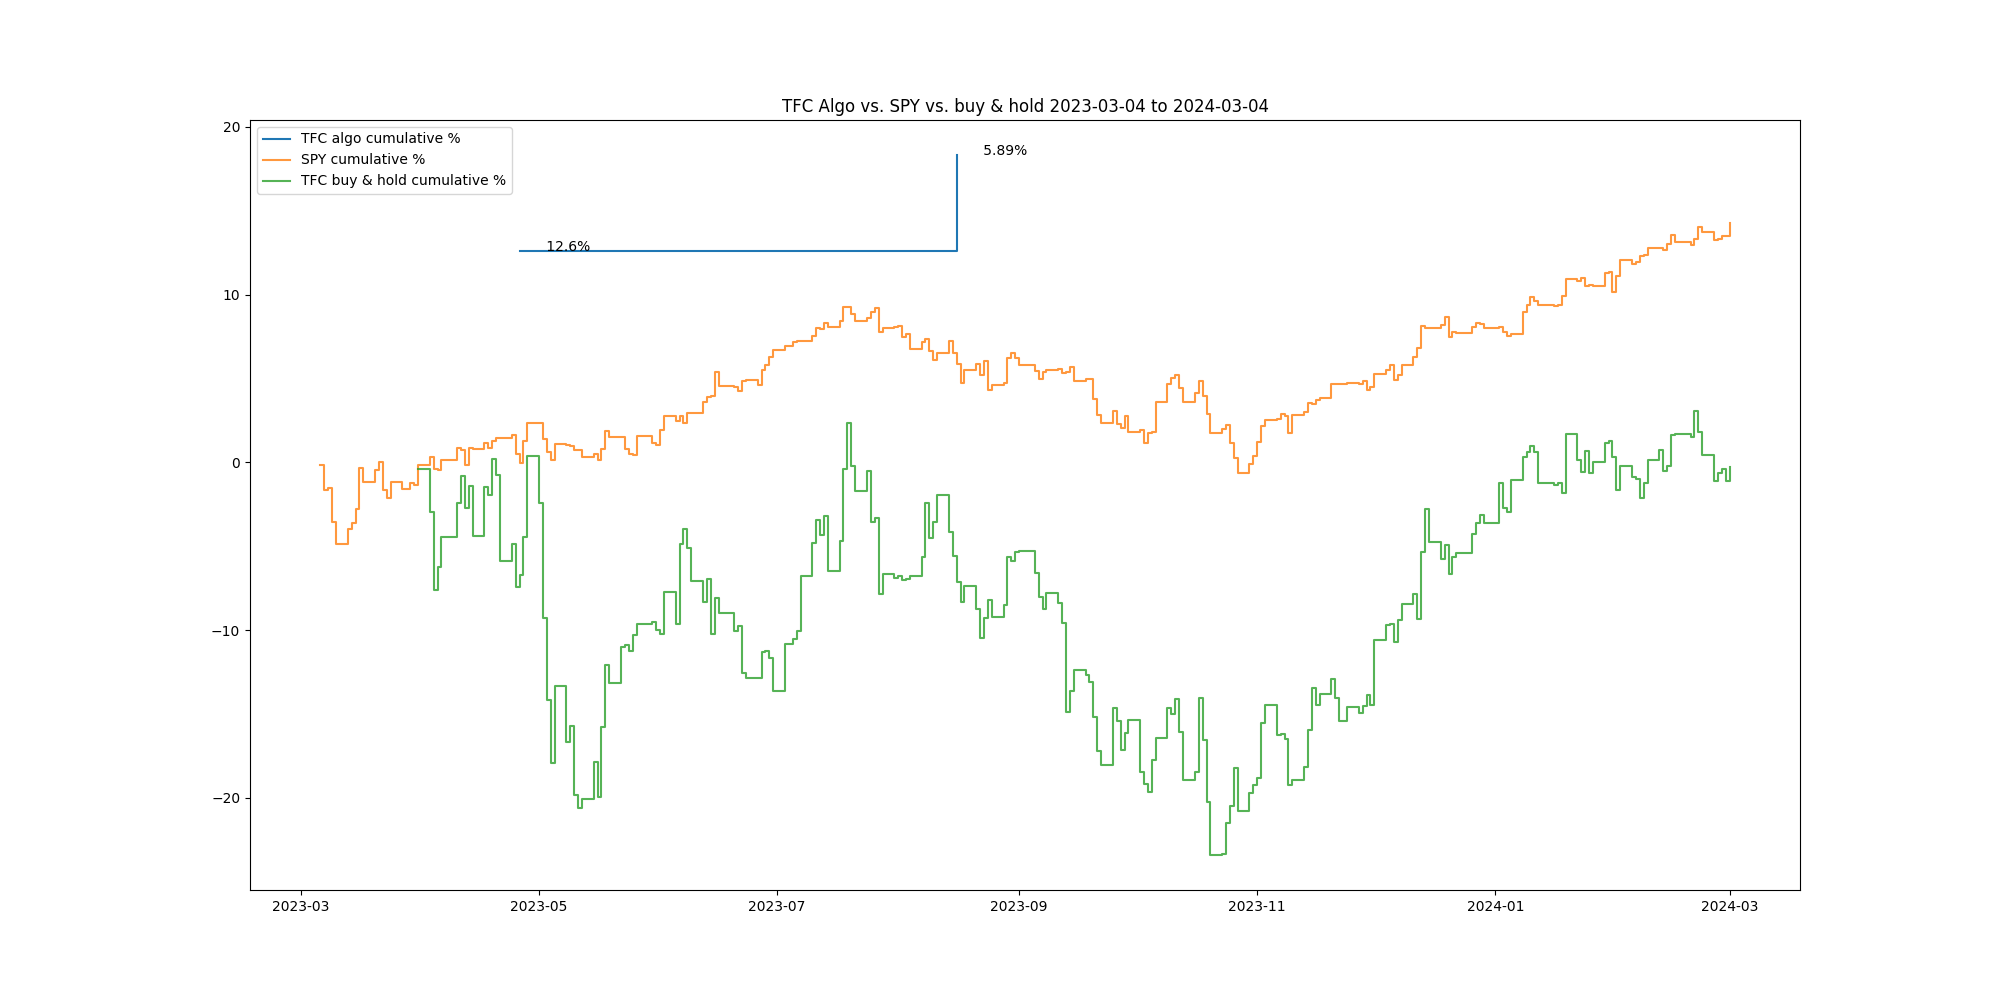 TFC Algo vs. SPY vs. buy & hold 2023-03-04 to 2024-03-04
TFC algo cumulative %
SPY cumulative %
TFC buy & hold cumulative %
5.89%
12.6%
20
10
0
−10
−20
2023-03 2023-05 2023-07 2023-09 2023-11 2024-01 2024-03